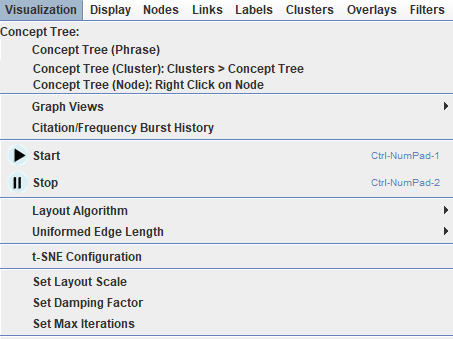 Visualization Display Nodes Links Labels Clusters Overlays Filters
Concept Tree:
Concept Tree (Phrase)
Concept Tree (Cluster): Clusters > Concept Tree
Concept Tree (Node): Right Click on Node
Graph Views
Citation/Frequency Burst History
Start Ctrl-NumPad-1
Stop Ctrl-NumPad-2
Layout Algorithm
Uniformed Edge Length
t-SNE Configuration
Set Layout Scale
Set Damping Factor
Set Max Iterations